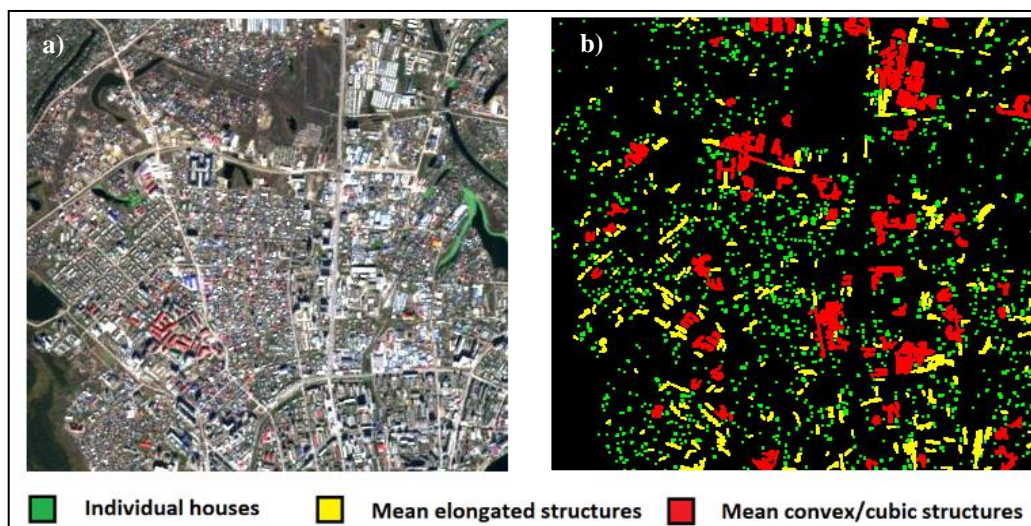 a)
b)
Individual houses
Mean elongated structures
Mean convex/cubic structures